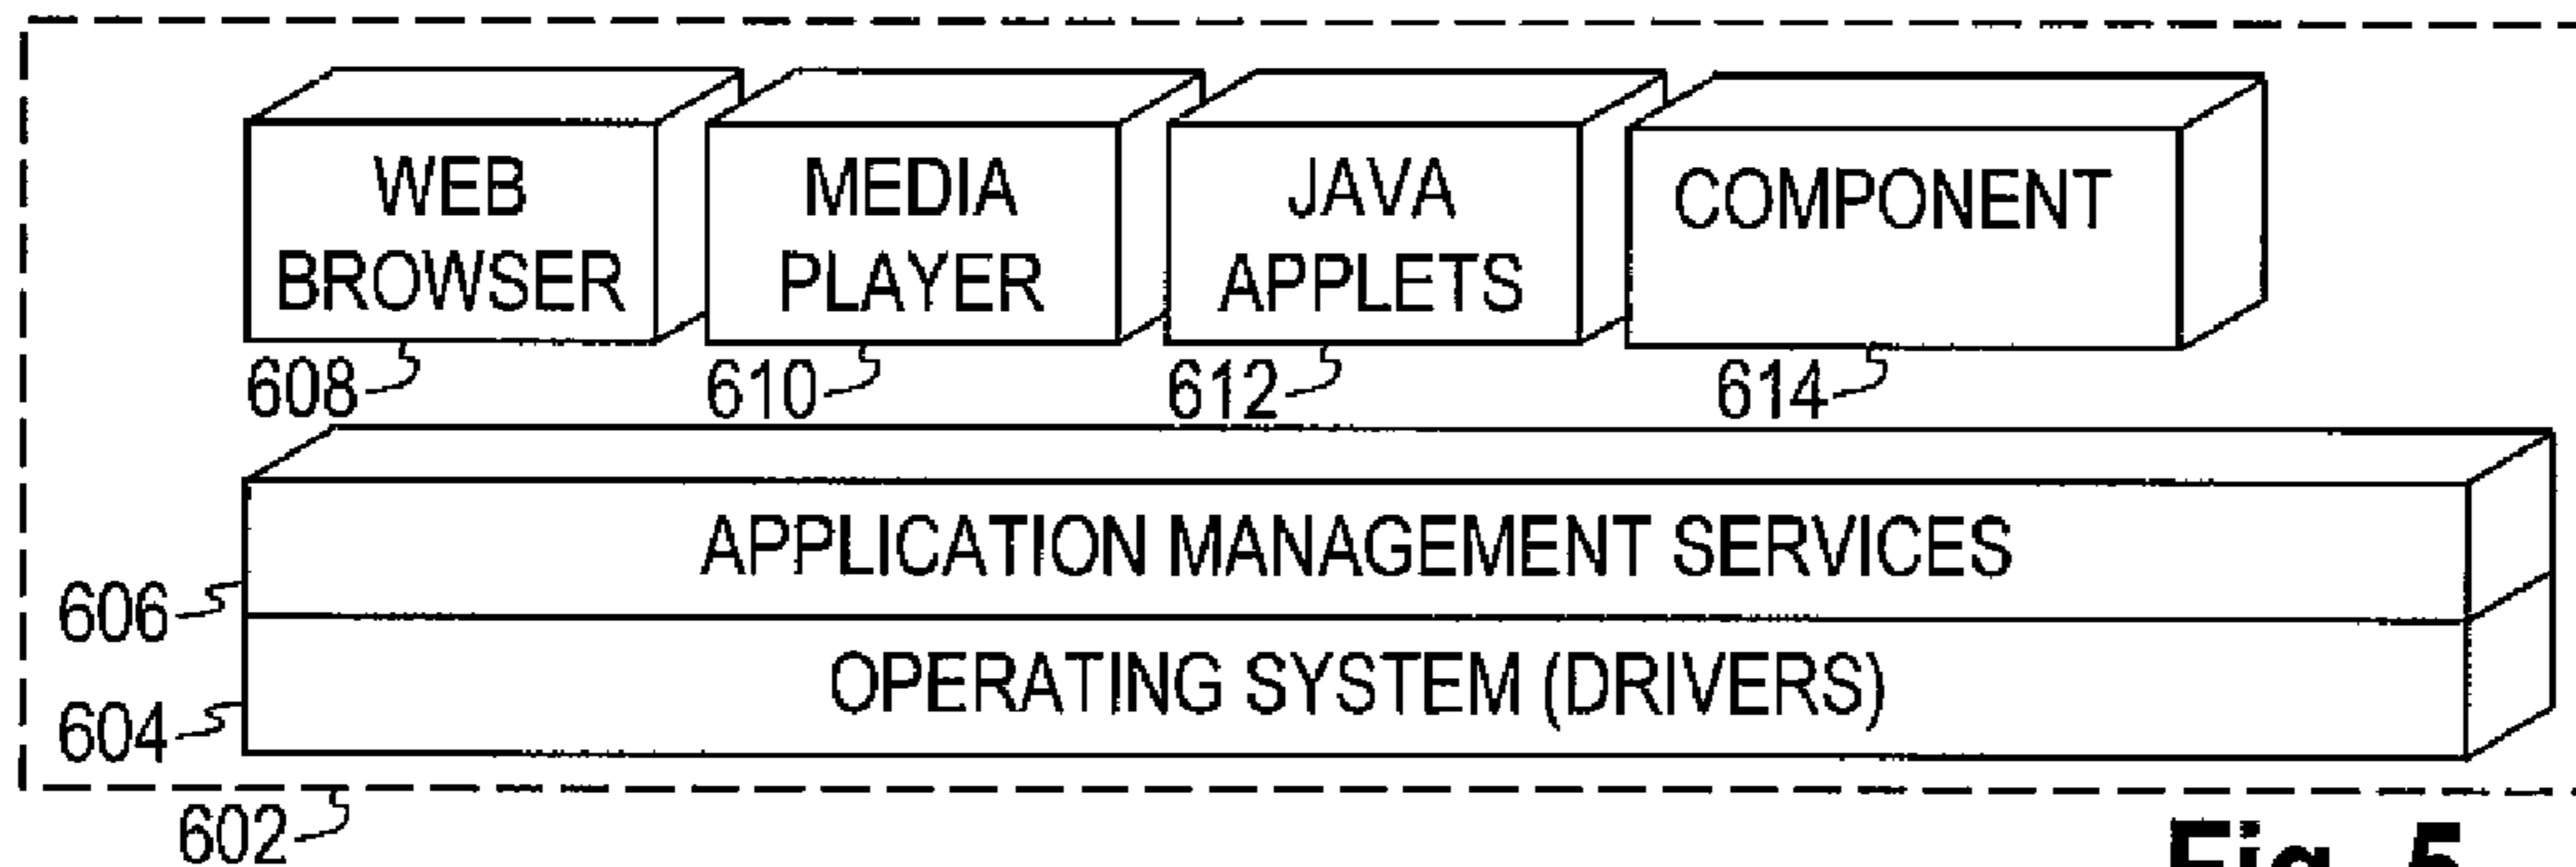 WEB
BROWSER
MEDIA
PLAYER
JAVA
APPLETS
COMPONENT
608
610
612
614
APPLICATION MANAGEMENT SERVICES
606
OPERATING SYSTEM (DRIVERS)
604
602
Fig. 5